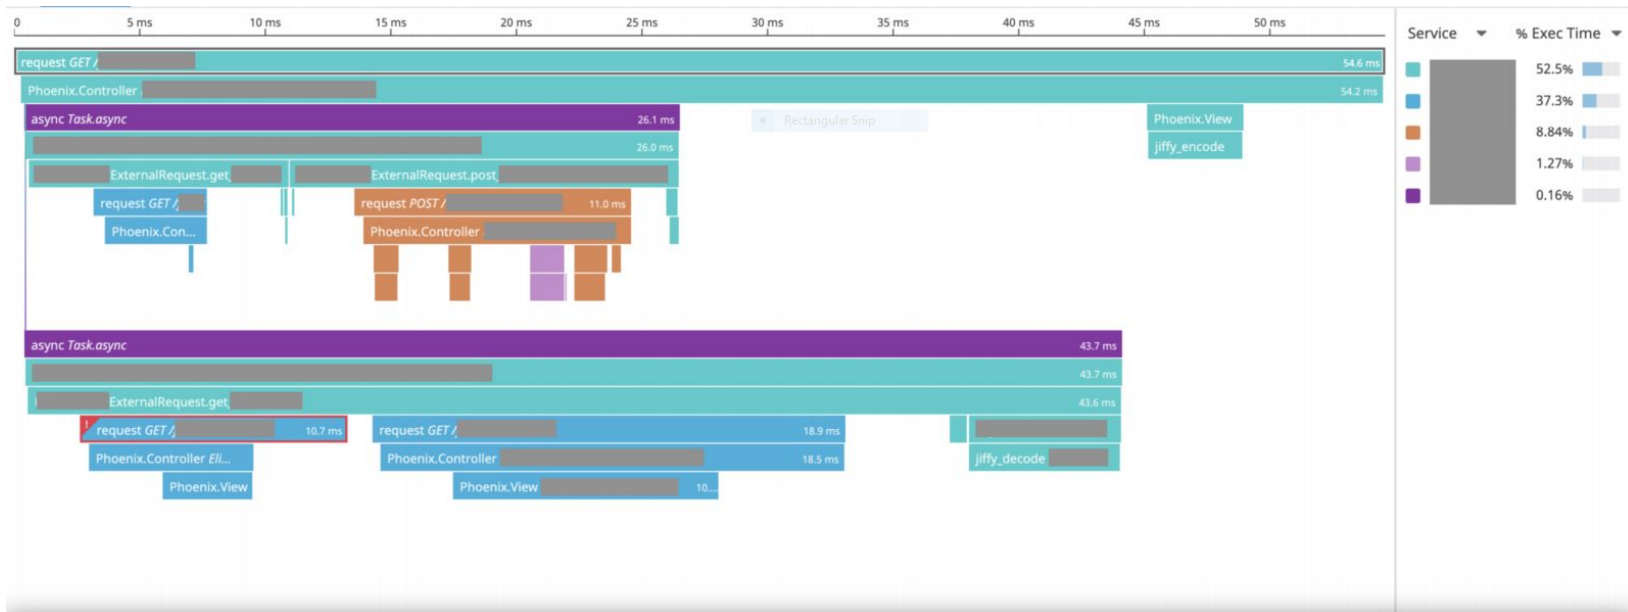 0 5 ms 10 ms 15 ms 20 ms 25 ms 30 ms 35 ms 40 ms 45 ms 50 ms
Service % Exec Time
request GET / 54.6 ms
52.5%
Phoenix.Controller 54.2 ms
37.3%
async Task.async 26.1 ms Rectangular Snip Phoenix.View
8.84%
26.0 ms jiffy_encode
1.27%
ExternalRequest.get ExternalRequest.post
0.16%
request GET / request POST / 11.0 ms
Phoenix.Con... Phoenix.Controller
async Task.async 43.7 ms
43.7 ms
ExternalRequest.get 43.6 ms
! request GET / 10.7 ms request GET / 18.9 ms
Phoenix.Controller Eli... Phoenix.Controller 18.5 ms jiffy_decode
Phoenix.View Phoenix.View 10...